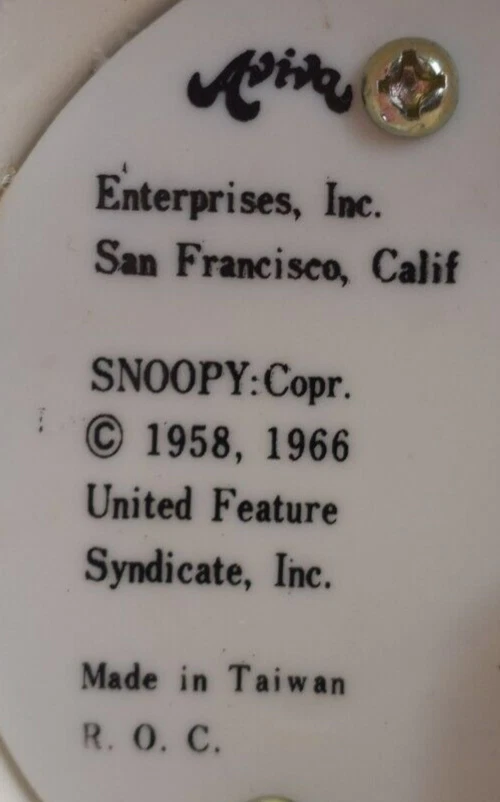 Aviva
Enterprises, Inc.
San Francisco, Calif
SNOOPY:Copr.
© 1958, 1966
United Feature
Syndicate, Inc.
Made in Taiwan
R. O. C.